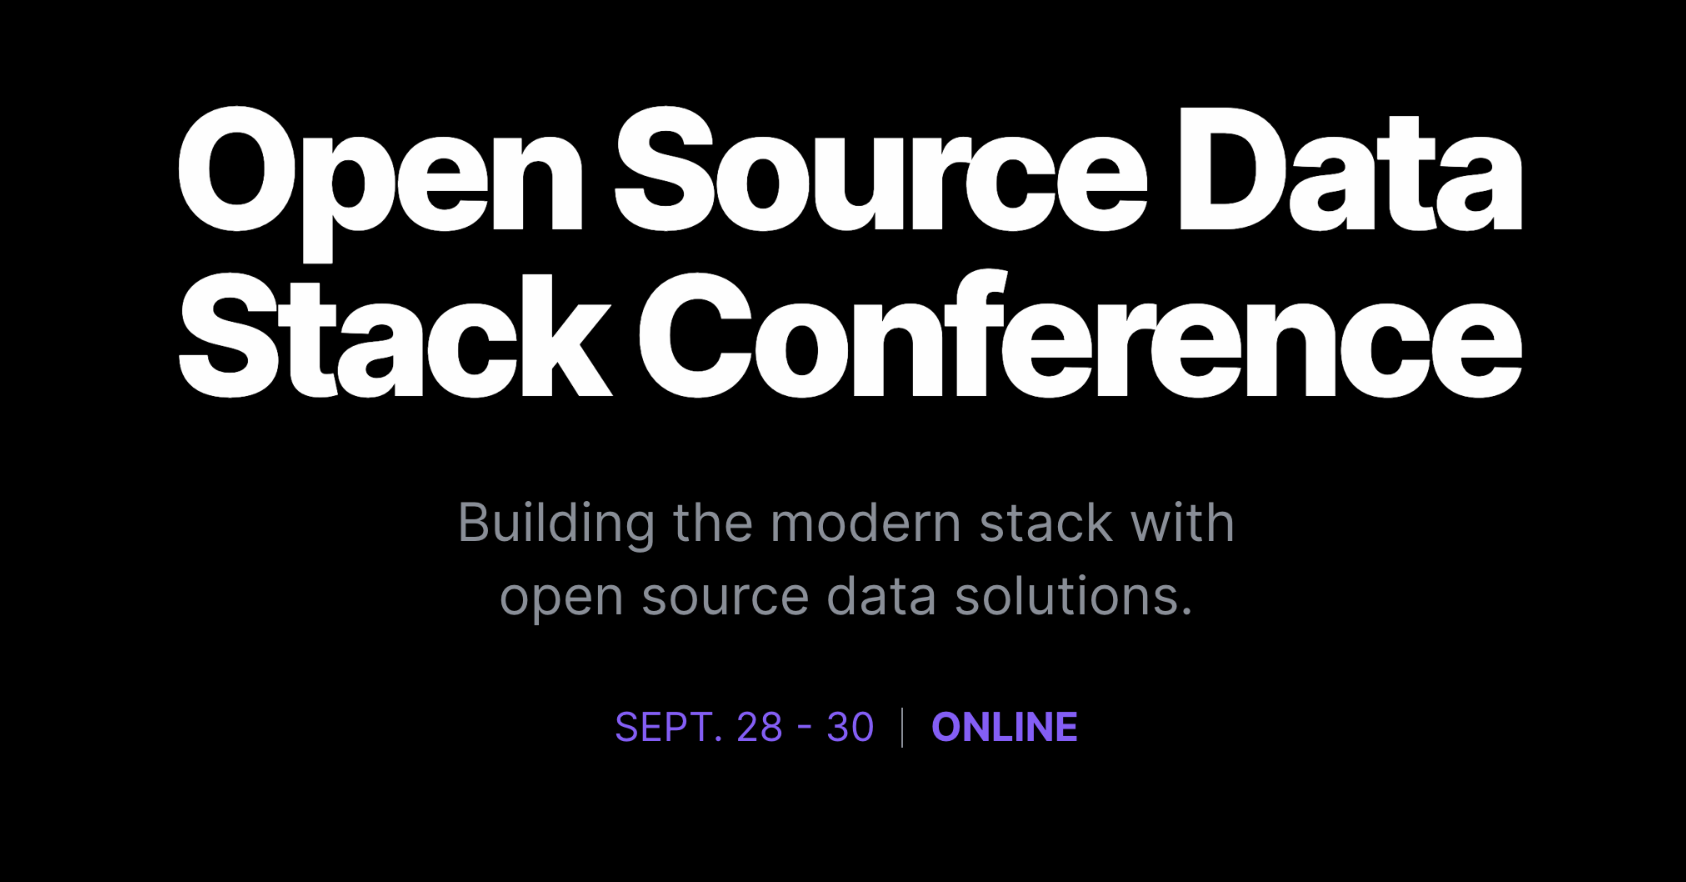 Open Source Data
Stack Conference
Building the modern stack with
open source data solutions.
SEPT. 28 - 30 | ONLINE